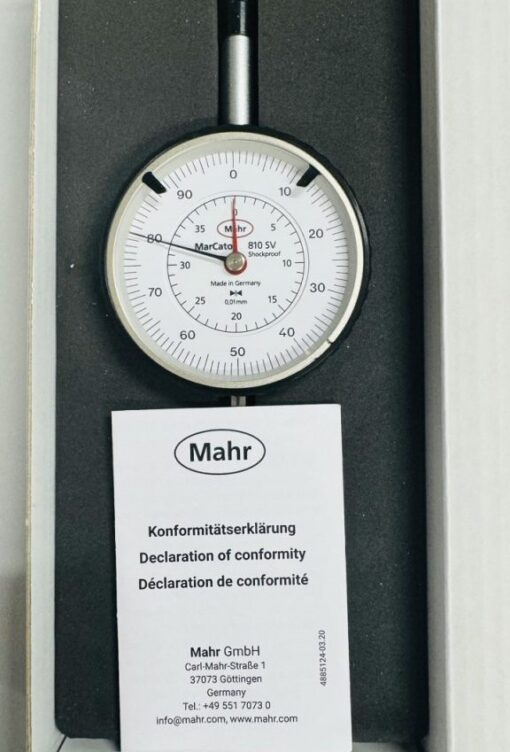 0
10
20
30
40
50
60
70
80
90
0
5
10
15
20
25
30
35
Mahr
MarCator 810 SV
Shockproof
Made in Germany
0,01mm
Mahr
Konformitätserklärung
Declaration of conformity
Déclaration de conformité
Mahr GmbH
Carl-Mahr-Straße 1
37073 Göttingen
Germany
Tel.: +49 551 7073 0
info@mahr.com, www.mahr.com
4885124-03.20